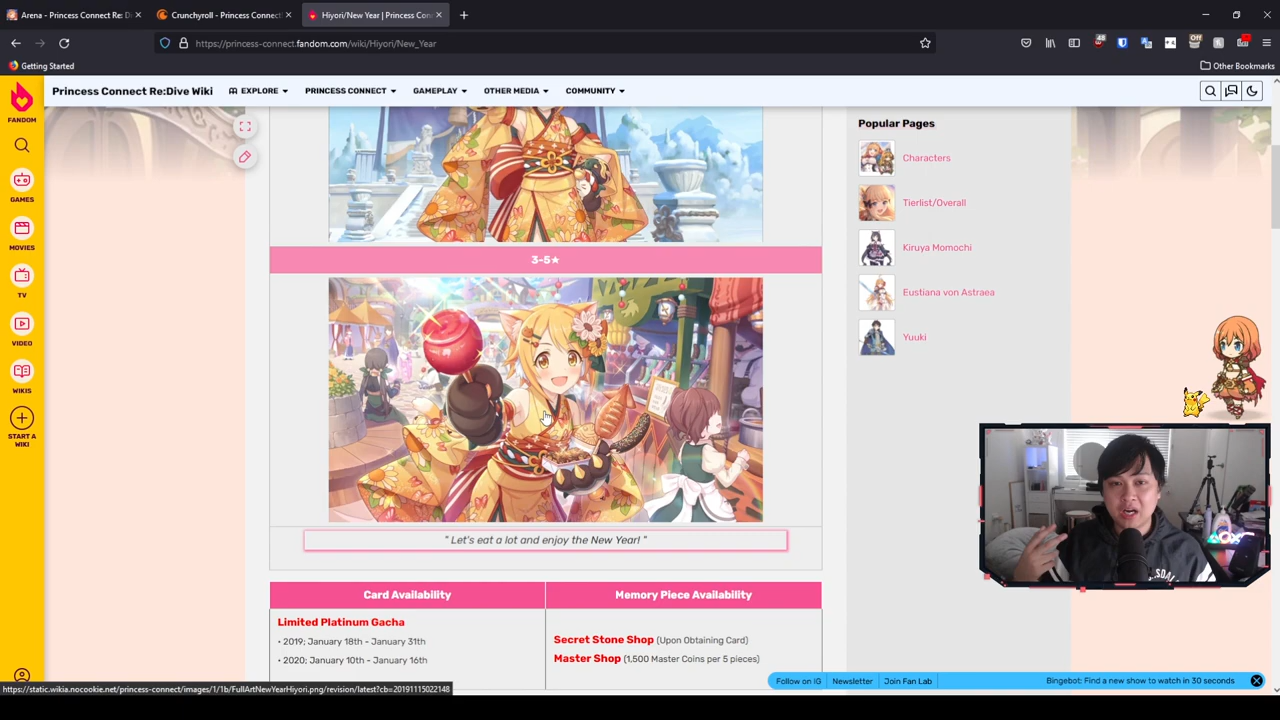 Arena - Princess Connect Re: Di
Crunchyroll - Princess Connect!
Hiyori/New Year | Princess Conn
https://princess-connect.fandom.com/wiki/Hiyori/New_Year
48
Off
Getting Started
Other Bookmarks
FANDOM
GAMES
MOVIES
TV
VIDEO
WIKIS
START A WIKI
Princess Connect Re:Dive Wiki
EXPLORE
PRINCESS CONNECT
GAMEPLAY
OTHER MEDIA
COMMUNITY
Popular Pages
Characters
Tierlist/Overall
Kiruya Momochi
Eustiana von Astraea
Yuuki
3-5★
" Let's eat a lot and enjoy the New Year! "
Card Availability
Memory Piece Availability
Limited Platinum Gacha
• 2019; January 18th - January 31th
• 2020; January 10th - January 16th
Secret Stone Shop (Upon Obtaining Card)
Master Shop (1,500 Master Coins per 5 pieces)
Follow on IG
Newsletter
Join Fan Lab
Bingebot: Find a new show to watch in 30 seconds
https://static.wikia.nocookie.net/princess-connect/images/1/1b/FullArtNewYearHiyori.png/revision/latest?cb=20191115022148